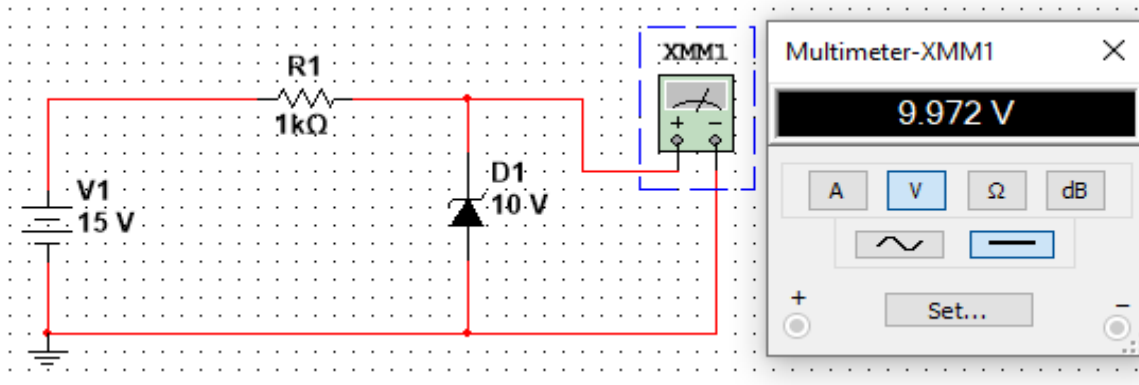 XMM1
R1
1kΩ
+ −
V1
15 V
D1
10 V
Multimeter-XMM1
9.972 V
A V Ω dB
+ −
Set...